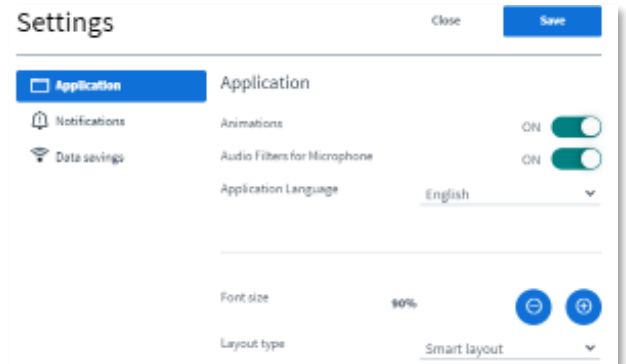 Settings Close Save
Application Application
Notifications Animations ON
Data savings Audio Filters for Microphone ON
Application Language English
Font size 90%
Layout type Smart layout